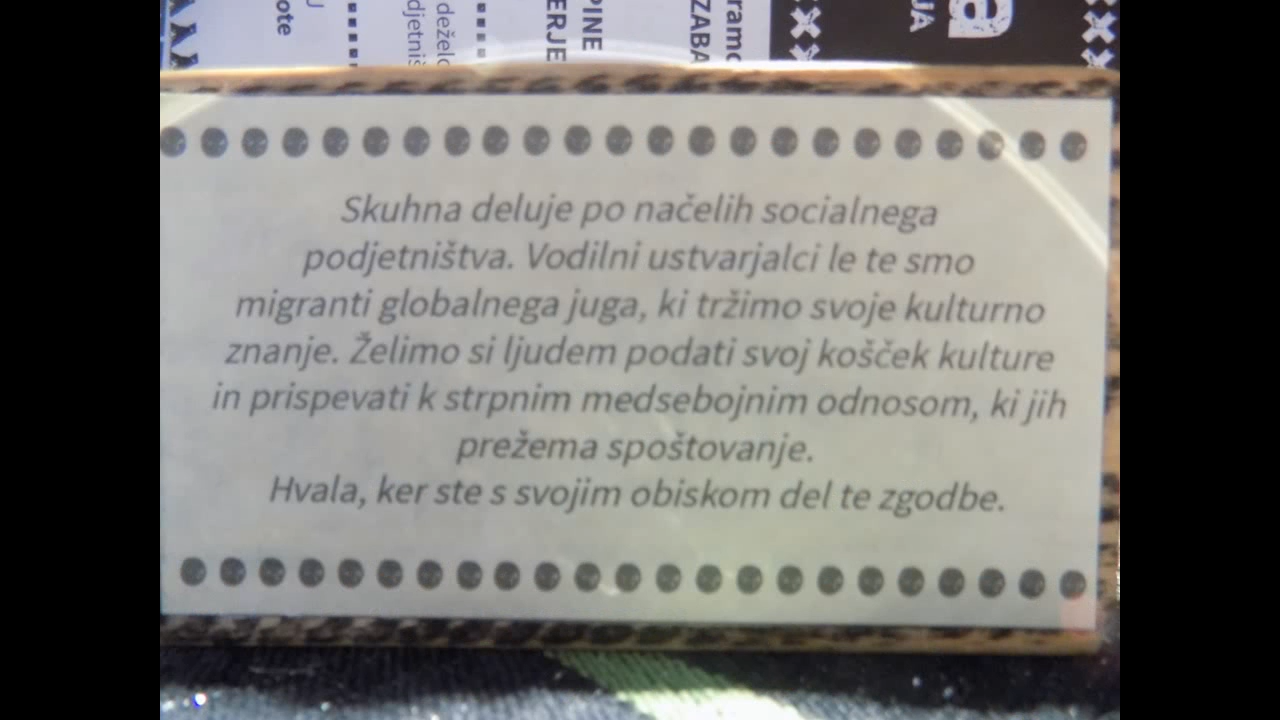 Skuhna deluje po načelih socialnega
podjetništva. Vodilni ustvarjalci le te smo
migranti globalnega juga, ki tržimo svoje kulturno
znanje. Želimo si ljudem podati svoj košček kulture
in prispevati k strpnim medsebojnim odnosom, ki jih
prežema spoštovanje.
Hvala, ker ste s svojim obiskom del te zgodbe.